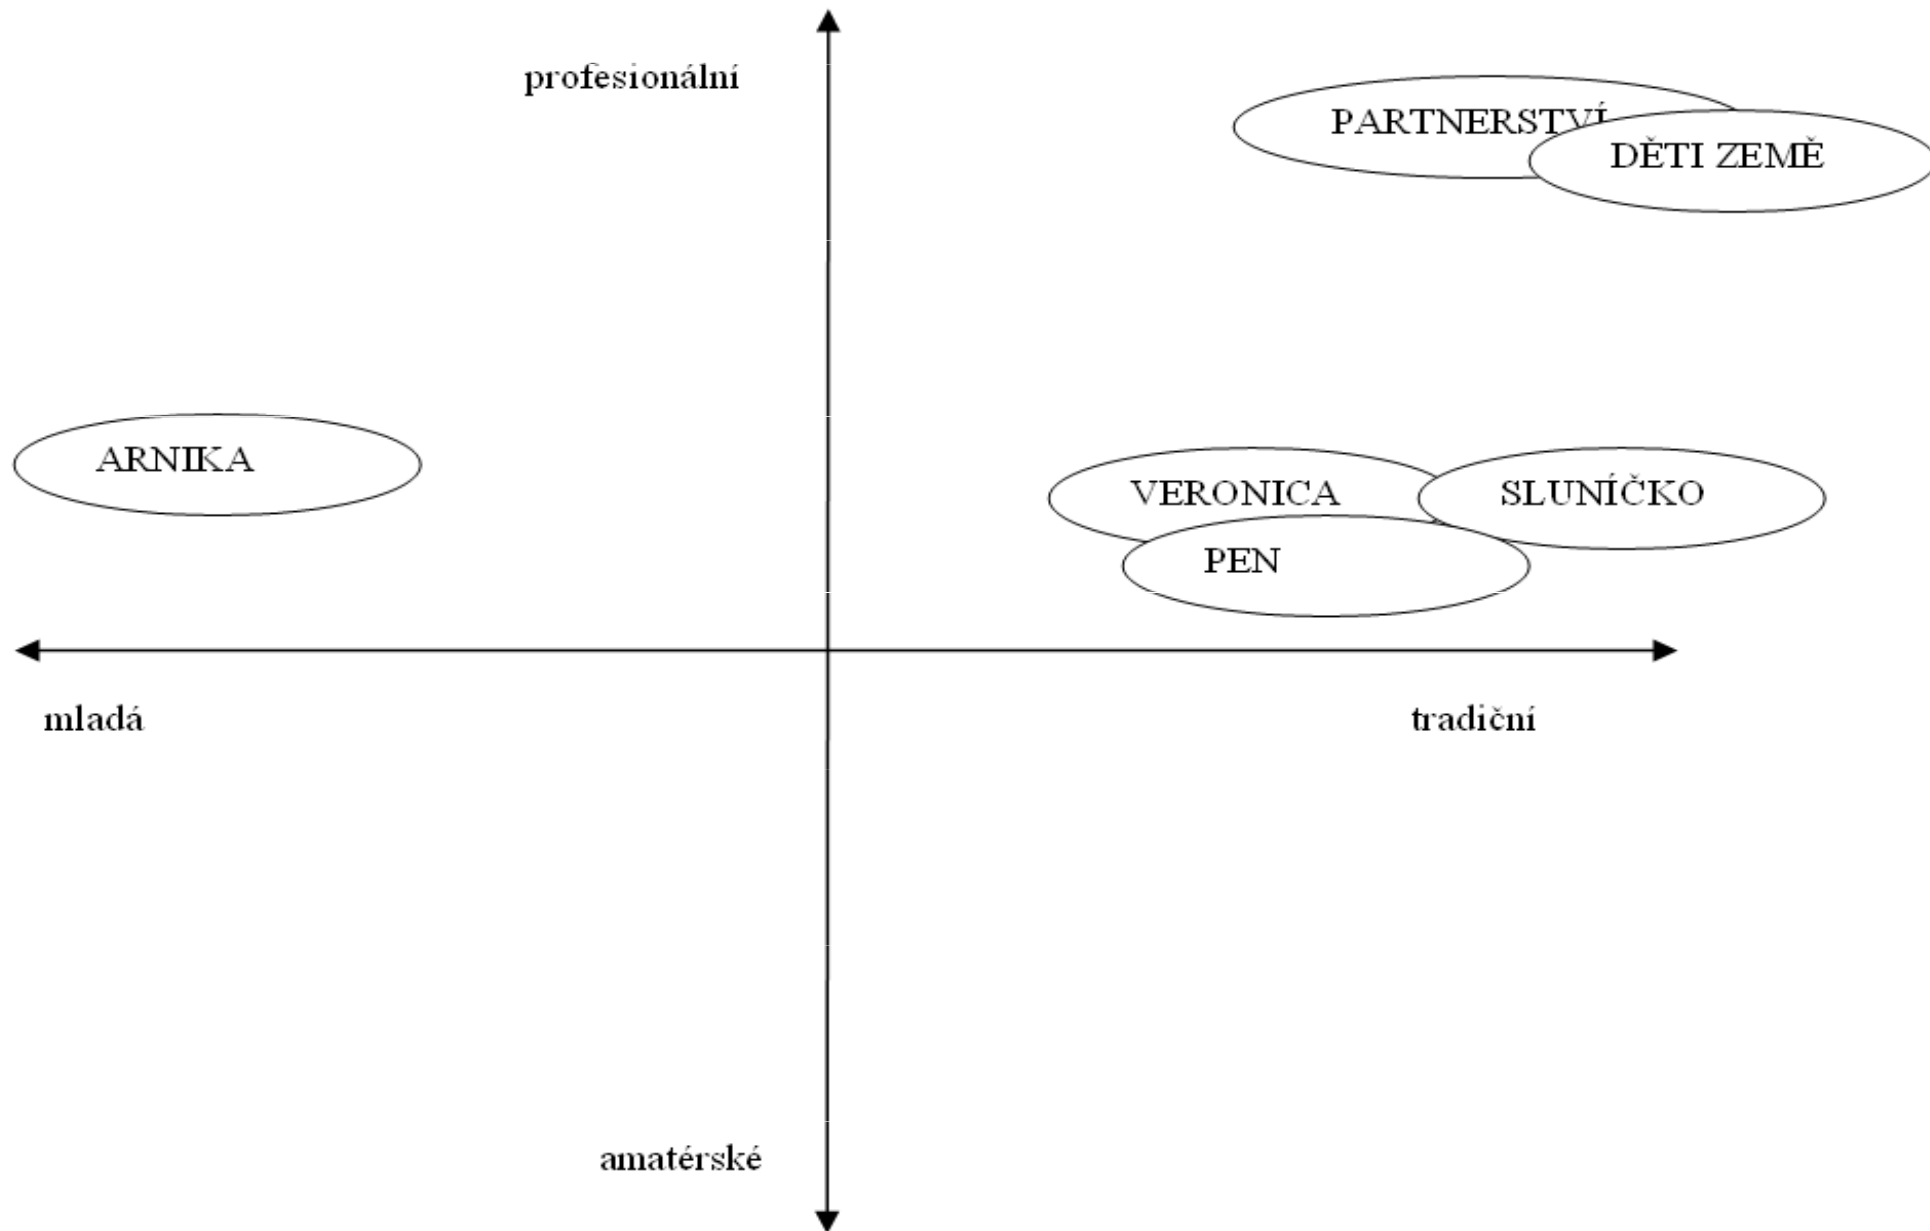 profesionální
PARTNERSTVÍ
DĚTI ZEMĚ
ARNIKA
VERONICA
SLUNÍČKO
PEN
mladá
tradiční
amatérské